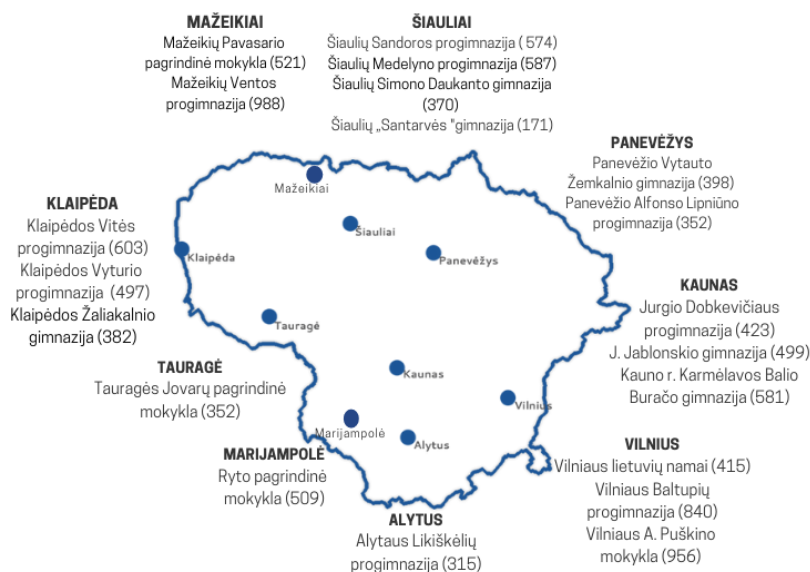 MAŽEIKIAI
Mažeikių Pavasario
pagrindinė mokykla (521)
Mažeikių Ventos
progimnazija (988)
ŠIAULIAI
Šiaulių Sandoros progimnazija (574)
Šiaulių Medelyno progimnazija (587)
Šiaulių Simono Daukanto gimnazija
(370)
Šiaulių „Santarvės "gimnazija (171)
PANEVĖŽYS
Panevėžio Vytauto
Žemkalnio gimnazija (398)
Panevėžio Alfonso Lipniūno
progimnazija (352)
KLAIPĖDA
Klaipėdos Vitės
progimnazija (603)
Klaipėdos Vyturio
progimnazija (497)
Klaipėdos Žaliakalnio
gimnazija (382)
Mažeikiai
Šiauliai
Klaipėda
Panevėžys
Tauragė
Kaunas
Vilnius
Marijampolė
Alytus
KAUNAS
Jurgio Dobkevičiaus
progimnazija (423)
J. Jablonskio gimnazija (499)
Kauno r. Karmėlavos Balio
Buračo gimnazija (581)
TAURAGĖ
Tauragės Jovarų pagrindinė
mokykla (352)
MARIJAMPOLĖ
Ryto pagrindinė
mokykla (509)
ALYTUS
Alytaus Likiškėlių
progimnazija (315)
VILNIUS
Vilniaus lietuvių namai (415)
Vilniaus Baltupių
progimnazija (840)
Vilniaus A. Puškino
mokykla (956)